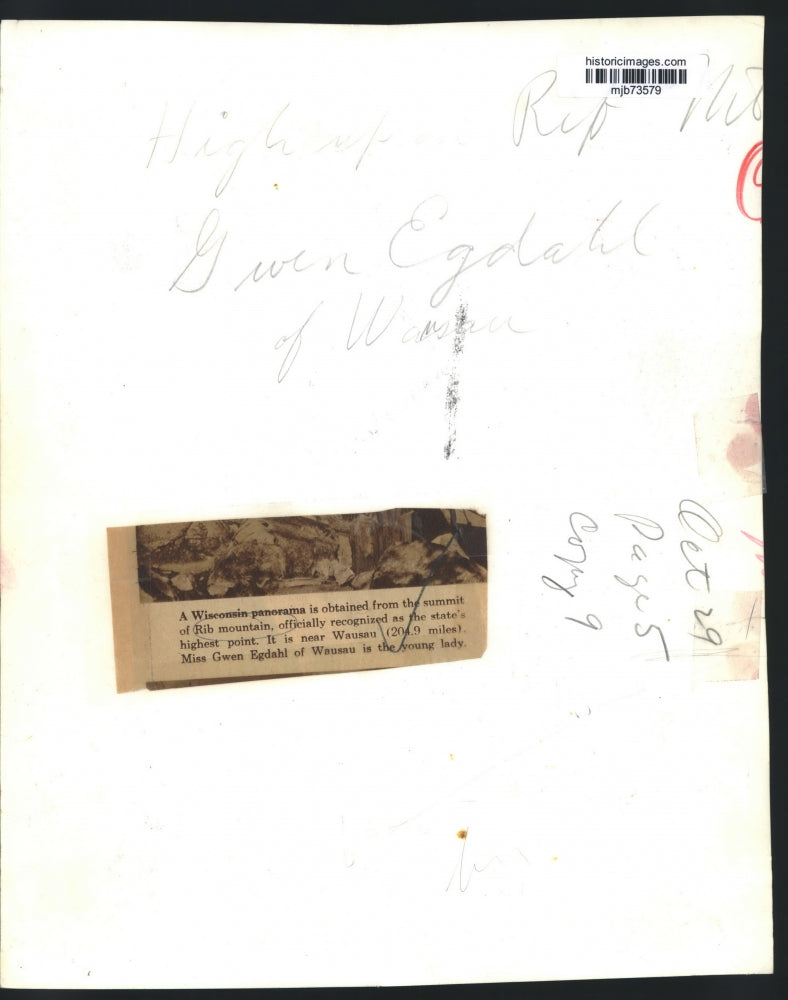 historicimages.com
mjb73579
High up on Rib Mt
Gwen Egdahl
of Wausau
Oct 29
Page 5
Copy 9
A Wisconsin panorama is obtained from the summit
of Rib mountain, officially recognized as the state's
highest point. It is near Wausau (204.9 miles).
Miss Gwen Egdahl of Wausau is the young lady.